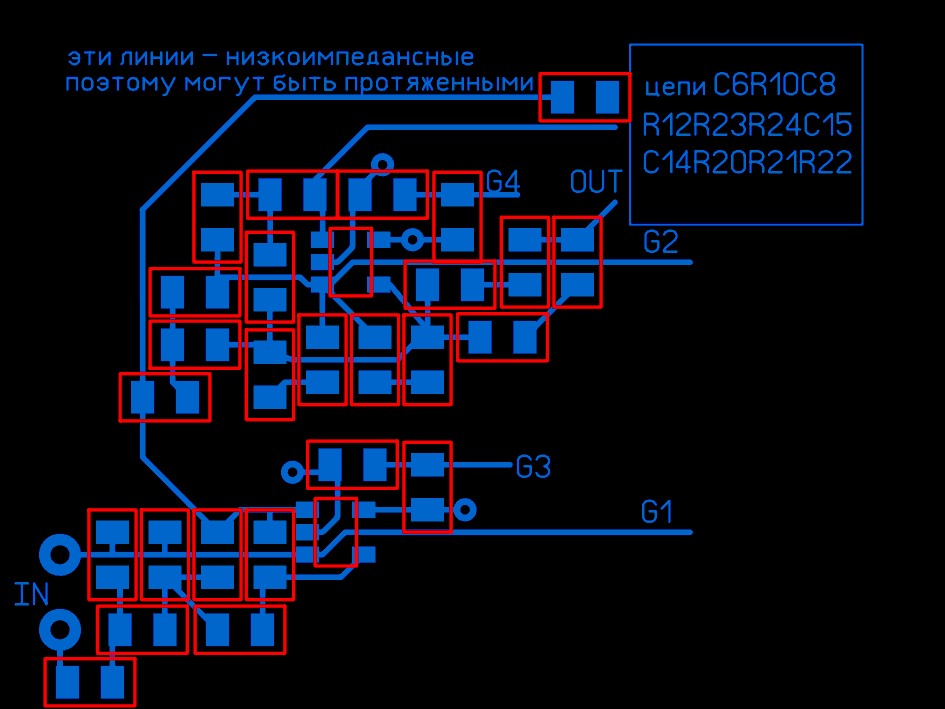 эти линии – низкоимпедансные
поэтому могут быть протяженными
цепи C6R10C8
R12R23R24C15
C14R20R21R22
G4
OUT
G2
G3
G1
IN